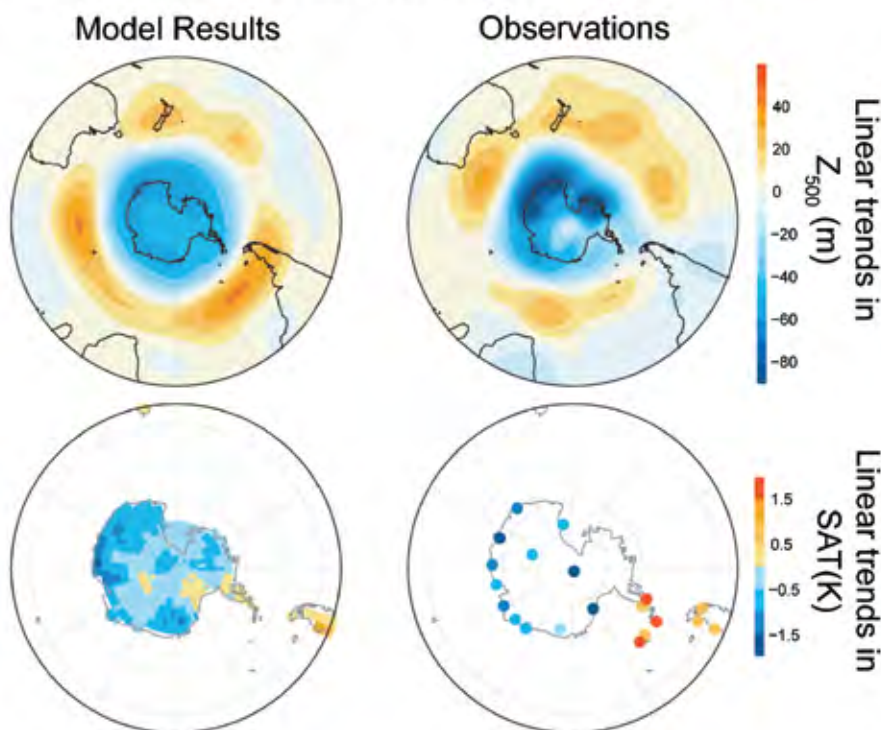 Model Results
Observations
40
20
0
−20
−40
−60
−80
Linear trends in
Z500 (m)
1.5
0.5
−0.5
−1.5
Linear trends in
SAT(K)